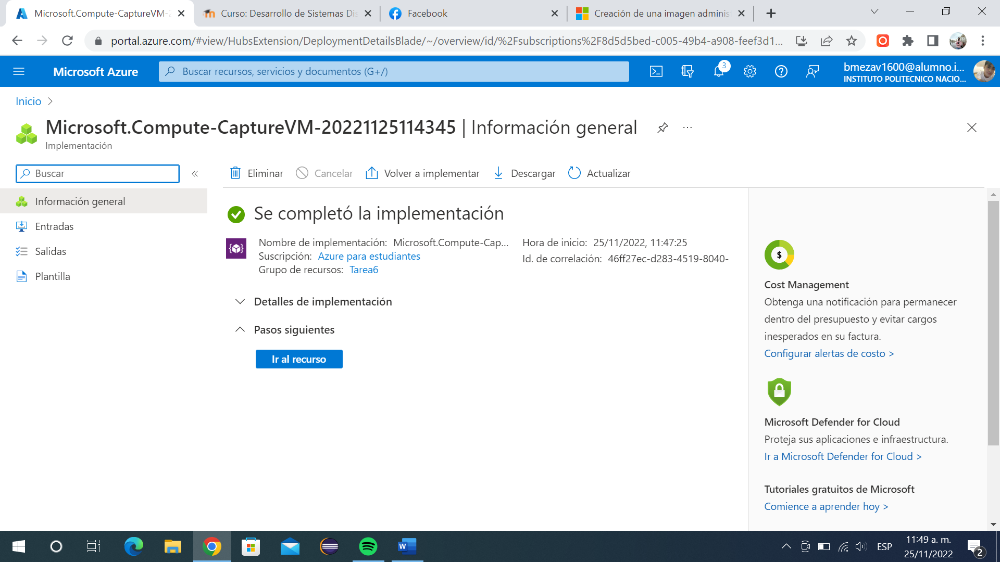 Microsoft.Compute-CaptureVM-2
Curso: Desarrollo de Sistemas Dis
Facebook
Creación de una imagen administ
portal.azure.com/#view/HubsExtension/DeploymentDetailsBlade/~/overview/id/%2Fsubscriptions%2F8d5d5bed-c005-49b4-a908-feef3d1...
Microsoft Azure
Buscar recursos, servicios y documentos (G+/)
3
bmezav1600@alumno.i...
INSTITUTO POLITECNICO NACIO...
Inicio
Microsoft.Compute-CaptureVM-20221125114345 | Información general
Implementación
Buscar
Eliminar
Cancelar
Volver a implementar
Descargar
Actualizar
Información general
Entradas
Salidas
Plantilla
Se completó la implementación
Nombre de implementación: Microsoft.Compute-Cap...
Suscripción: Azure para estudiantes
Grupo de recursos: Tarea6
Hora de inicio: 25/11/2022, 11:47:25
Id. de correlación: 46ff27ec-d283-4519-8040-
Detalles de implementación
Pasos siguientes
Ir al recurso
$
Cost Management
Obtenga una notificación para permanecer
dentro del presupuesto y evitar cargos
inesperados en su factura.
Configurar alertas de costo >
Microsoft Defender for Cloud
Proteja sus aplicaciones e infraestructura.
Ir a Microsoft Defender for Cloud >
Tutoriales gratuitos de Microsoft
Comience a aprender hoy >
W
ESP
11:49 a. m.
25/11/2022
2